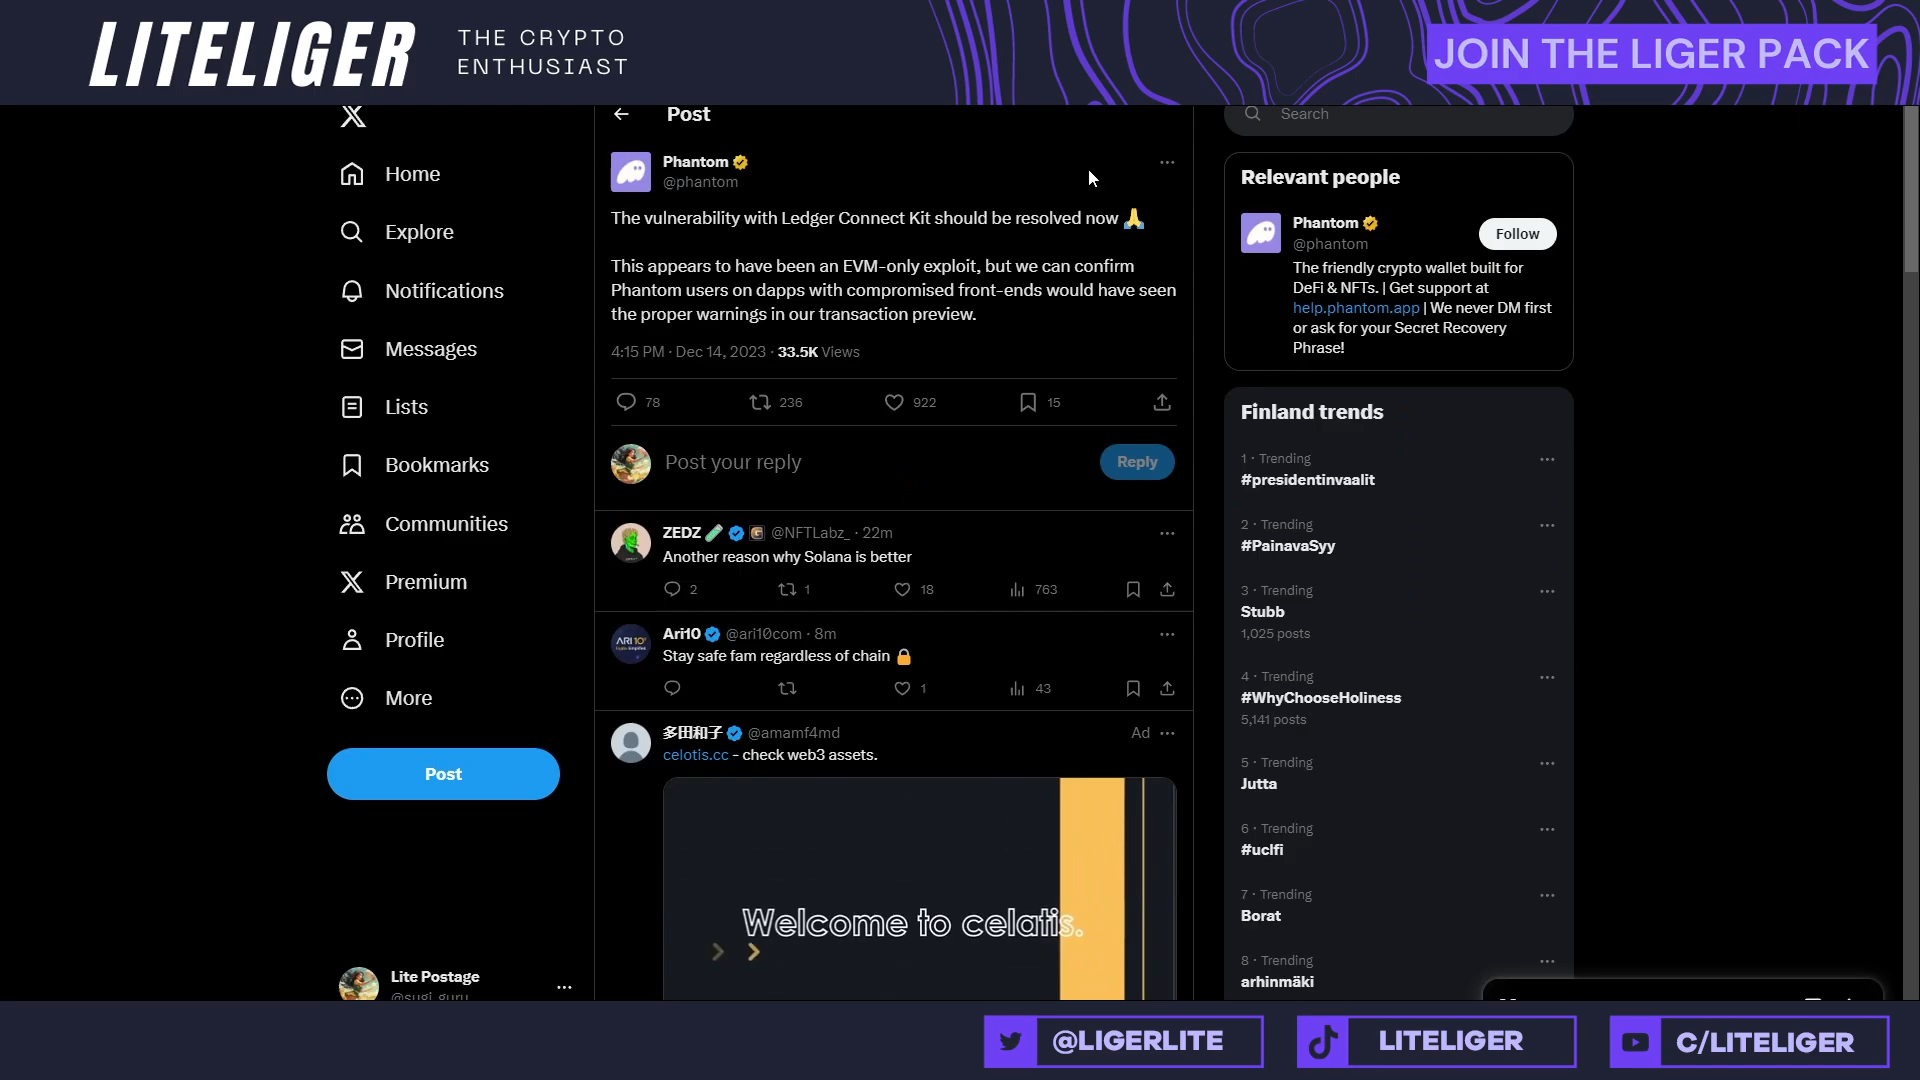 LITELIGER
THE CRYPTO
ENTHUSIAST
JOIN THE LIGER PACK
Home
Explore
Notifications
Messages
Lists
Bookmarks
Communities
Premium
Profile
More
Post
Lite Postage
@sugi_guru
Post
Phantom
@phantom
The vulnerability with Ledger Connect Kit should be resolved now 🙏
This appears to have been an EVM-only exploit, but we can confirm
Phantom users on dapps with compromised front-ends would have seen
the proper warnings in our transaction preview.
4:15 PM · Dec 14, 2023 · 33.5K Views
78 236 922 15
Post your reply
Reply
ZEDZ @NFTLabz_ · 22m
Another reason why Solana is better
2 1 18 763
ARI10
Ari10 @ari10com · 8m
Stay safe fam regardless of chain 🔒
1 43
多田和子 @amamf4md Ad
celotis.cc - check web3 assets.
Welcome to celatis.
Search
Relevant people
Phantom
@phantom
Follow
The friendly crypto wallet built for
DeFi & NFTs. | Get support at
help.phantom.app | We never DM first
or ask for your Secret Recovery
Phrase!
Finland trends
1 · Trending
#presidentinvaalit
2 · Trending
#PainavaSyy
3 · Trending
Stubb
1,025 posts
4 · Trending
#WhyChooseHoliness
5,141 posts
5 · Trending
Jutta
6 · Trending
#uclfi
7 · Trending
Borat
8 · Trending
arhinmäki
@LIGERLITE
LITELIGER
C/LITELIGER